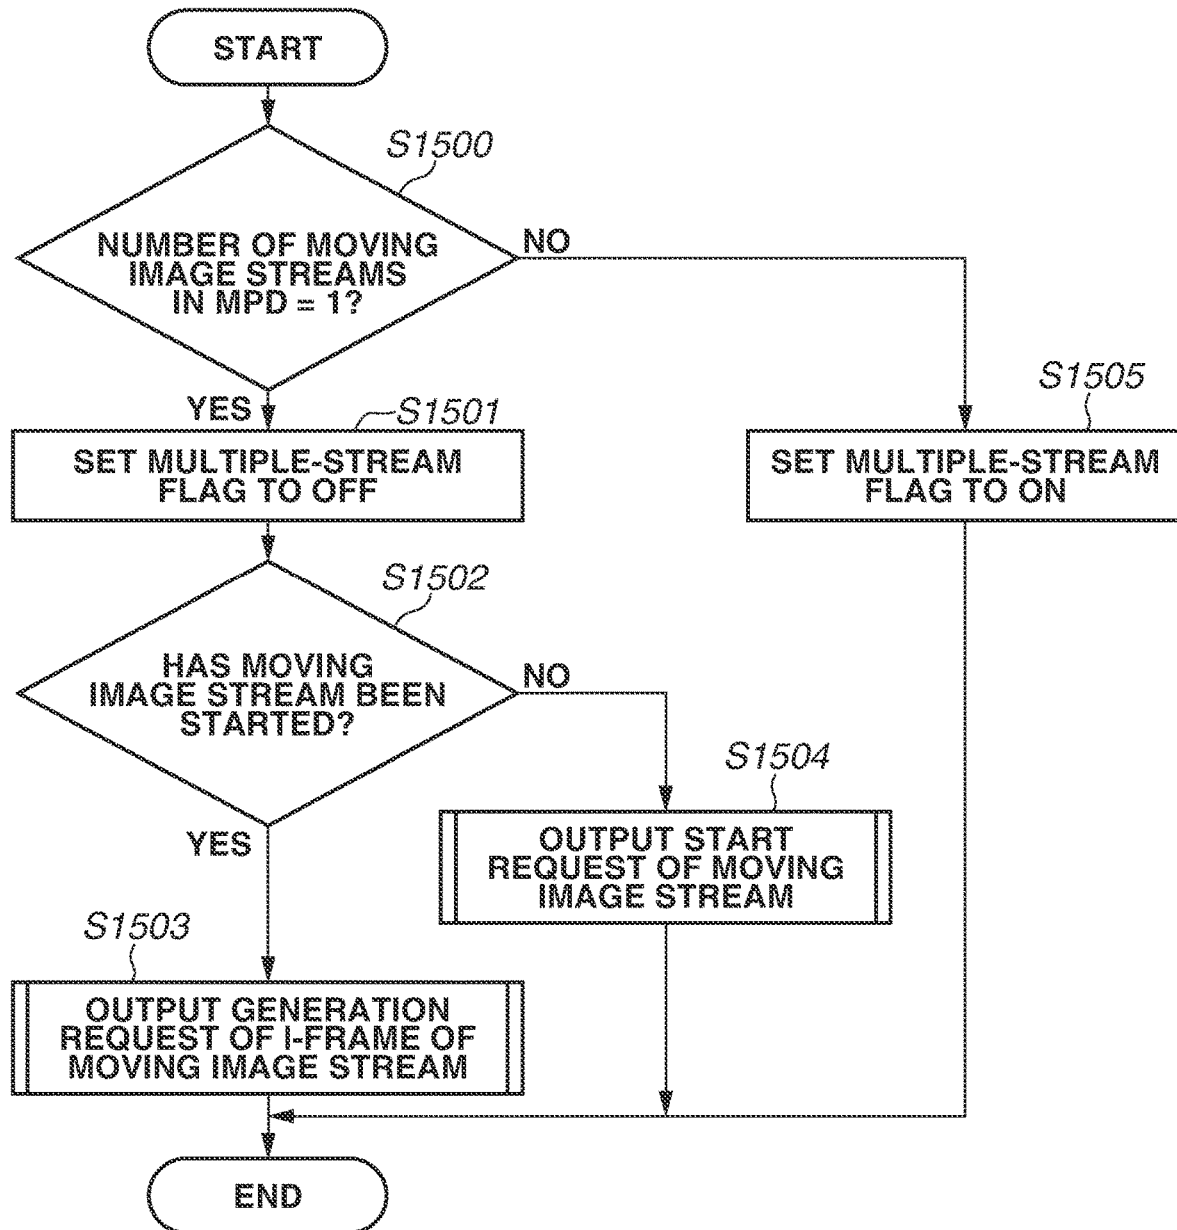 START
S1500
NUMBER OF MOVING
IMAGE STREAMS
IN MPD = 1?
NO
YES
S1501
S1505
SET MULTIPLE-STREAM
FLAG TO OFF
SET MULTIPLE-STREAM
FLAG TO ON
S1502
HAS MOVING
IMAGE STREAM BEEN
STARTED?
NO
YES
S1504
OUTPUT START
REQUEST OF MOVING
IMAGE STREAM
S1503
OUTPUT GENERATION
REQUEST OF I-FRAME OF
MOVING IMAGE STREAM
END